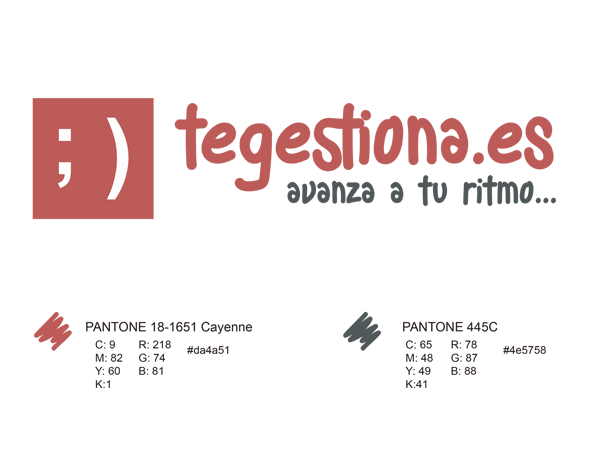 ;)
tegestiona.es
avanza a tu ritmo...
PANTONE 18-1651 Cayenne
C: 9 R: 218
M: 82 G: 74 #da4a51
Y: 60 B: 81
K:1
PANTONE 445C
C: 65 R: 78
M: 48 G: 87 #4e5758
Y: 49 B: 88
K:41